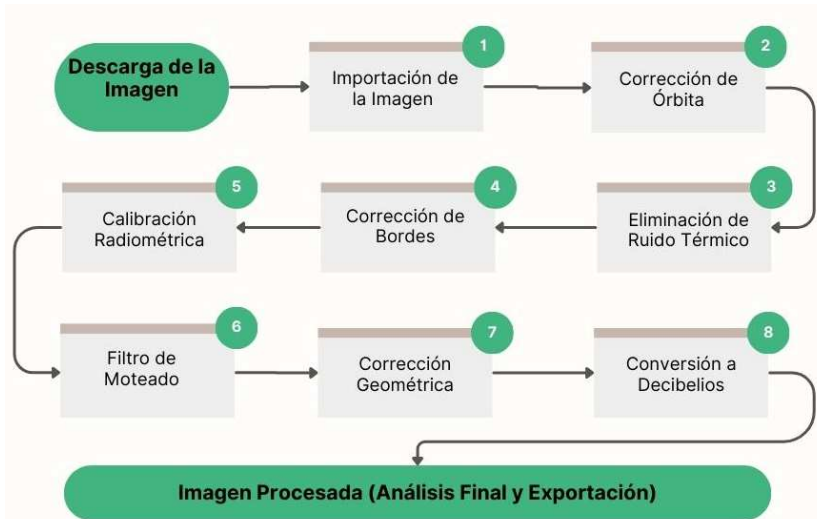 Descarga de la
Imagen
1
Importación de
la Imagen
2
Corrección de
Órbita
3
Eliminación de
Ruido Térmico
4
Corrección de
Bordes
5
Calibración
Radiométrica
6
Filtro de
Moteado
7
Corrección
Geométrica
8
Conversión a
Decibelios
Imagen Procesada (Análisis Final y Exportación)